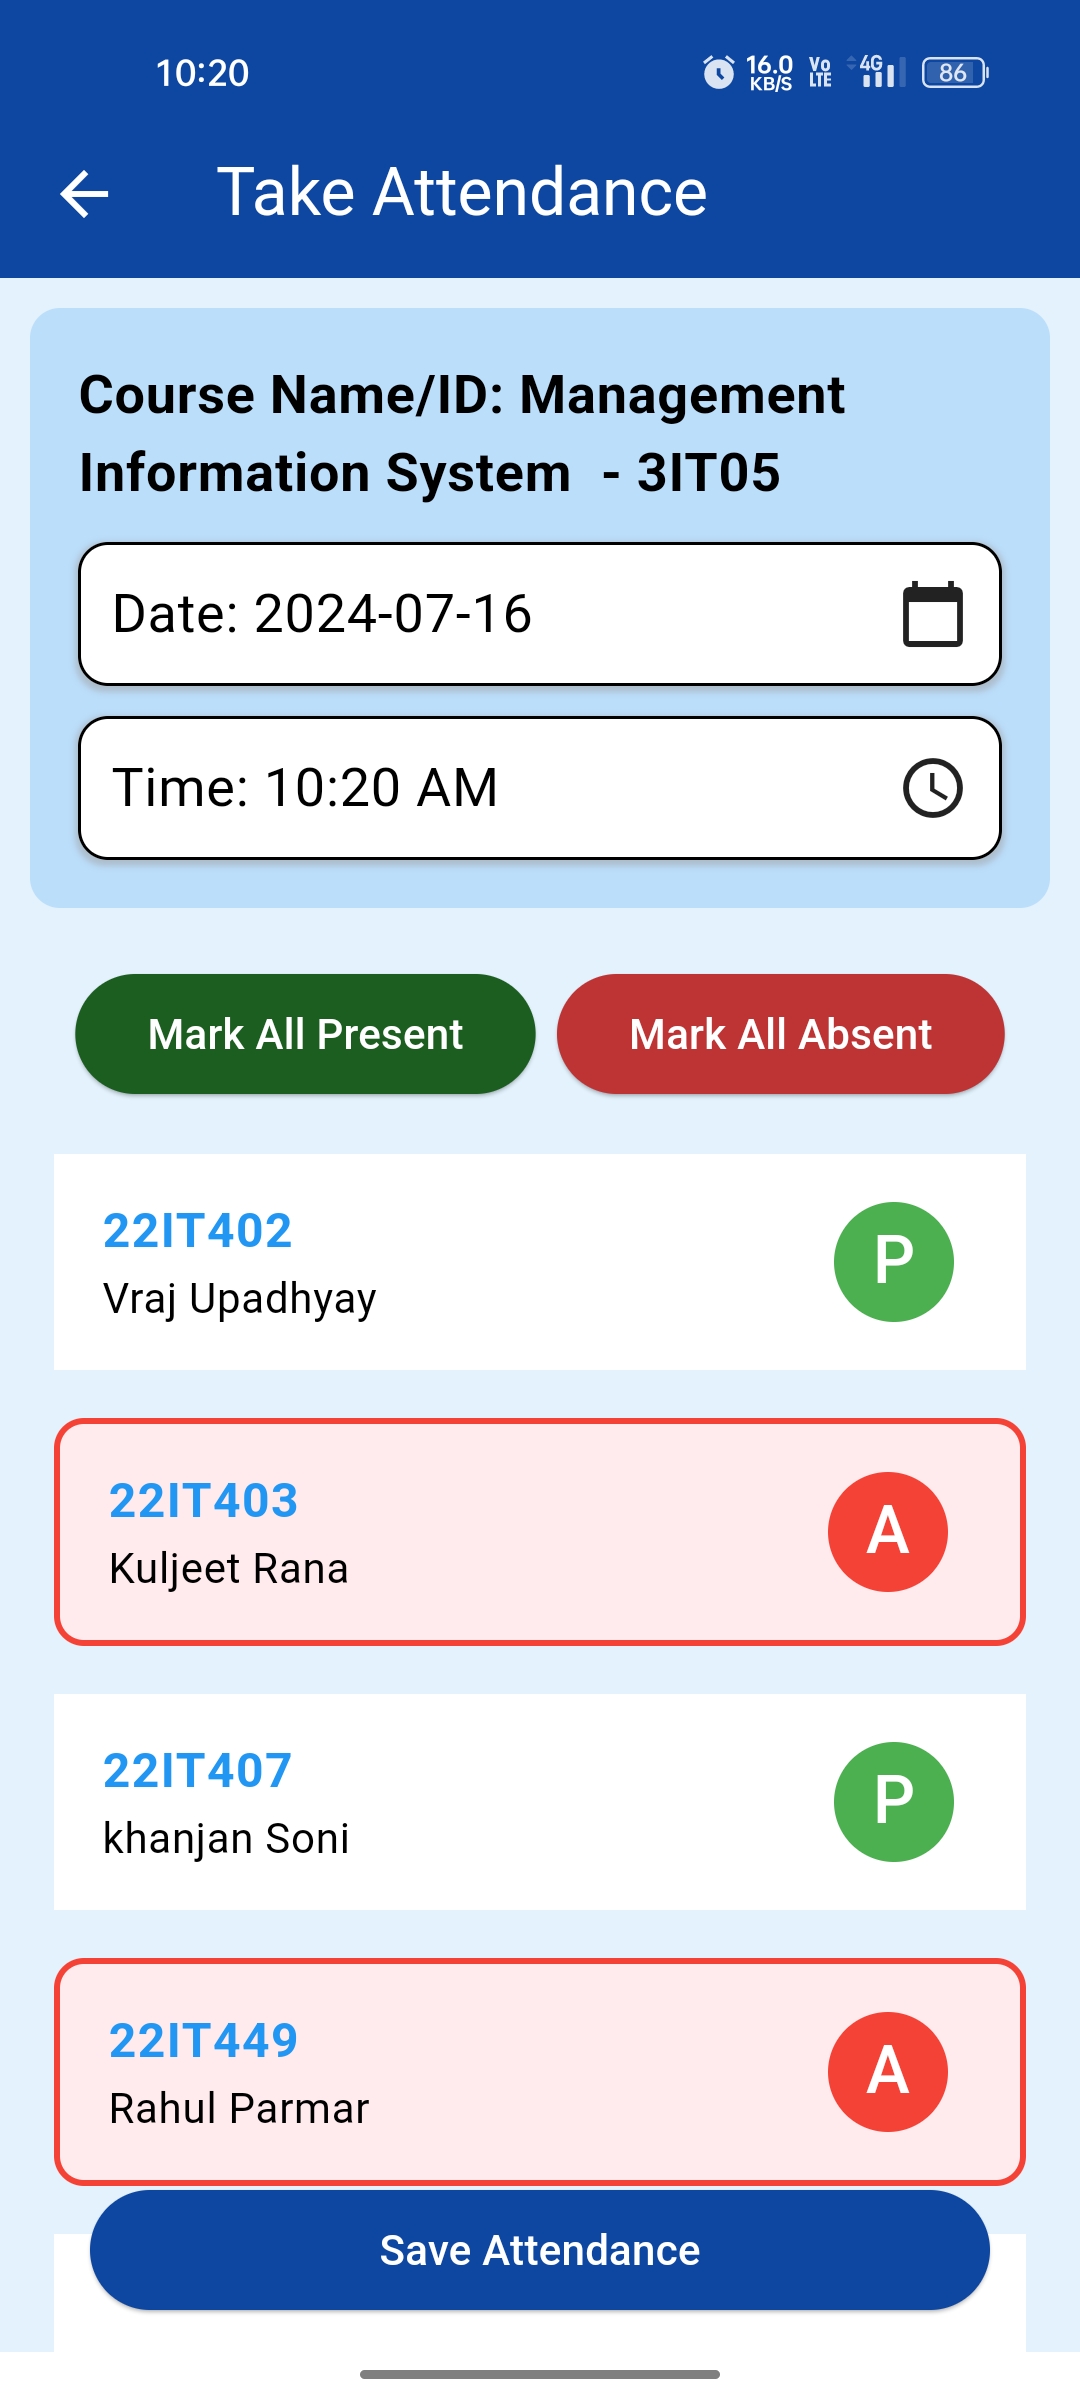 10:20
16.0 KB/S Vo LTE 4G 86
Take Attendance
Course Name/ID: Management
Information System  - 3IT05
Date: 2024-07-16
Time: 10:20 AM
Mark All Present
Mark All Absent
22IT402
Vraj Upadhyay
P
22IT403
Kuljeet Rana
A
22IT407
khanjan Soni
P
22IT449
Rahul Parmar
A
Save Attendance